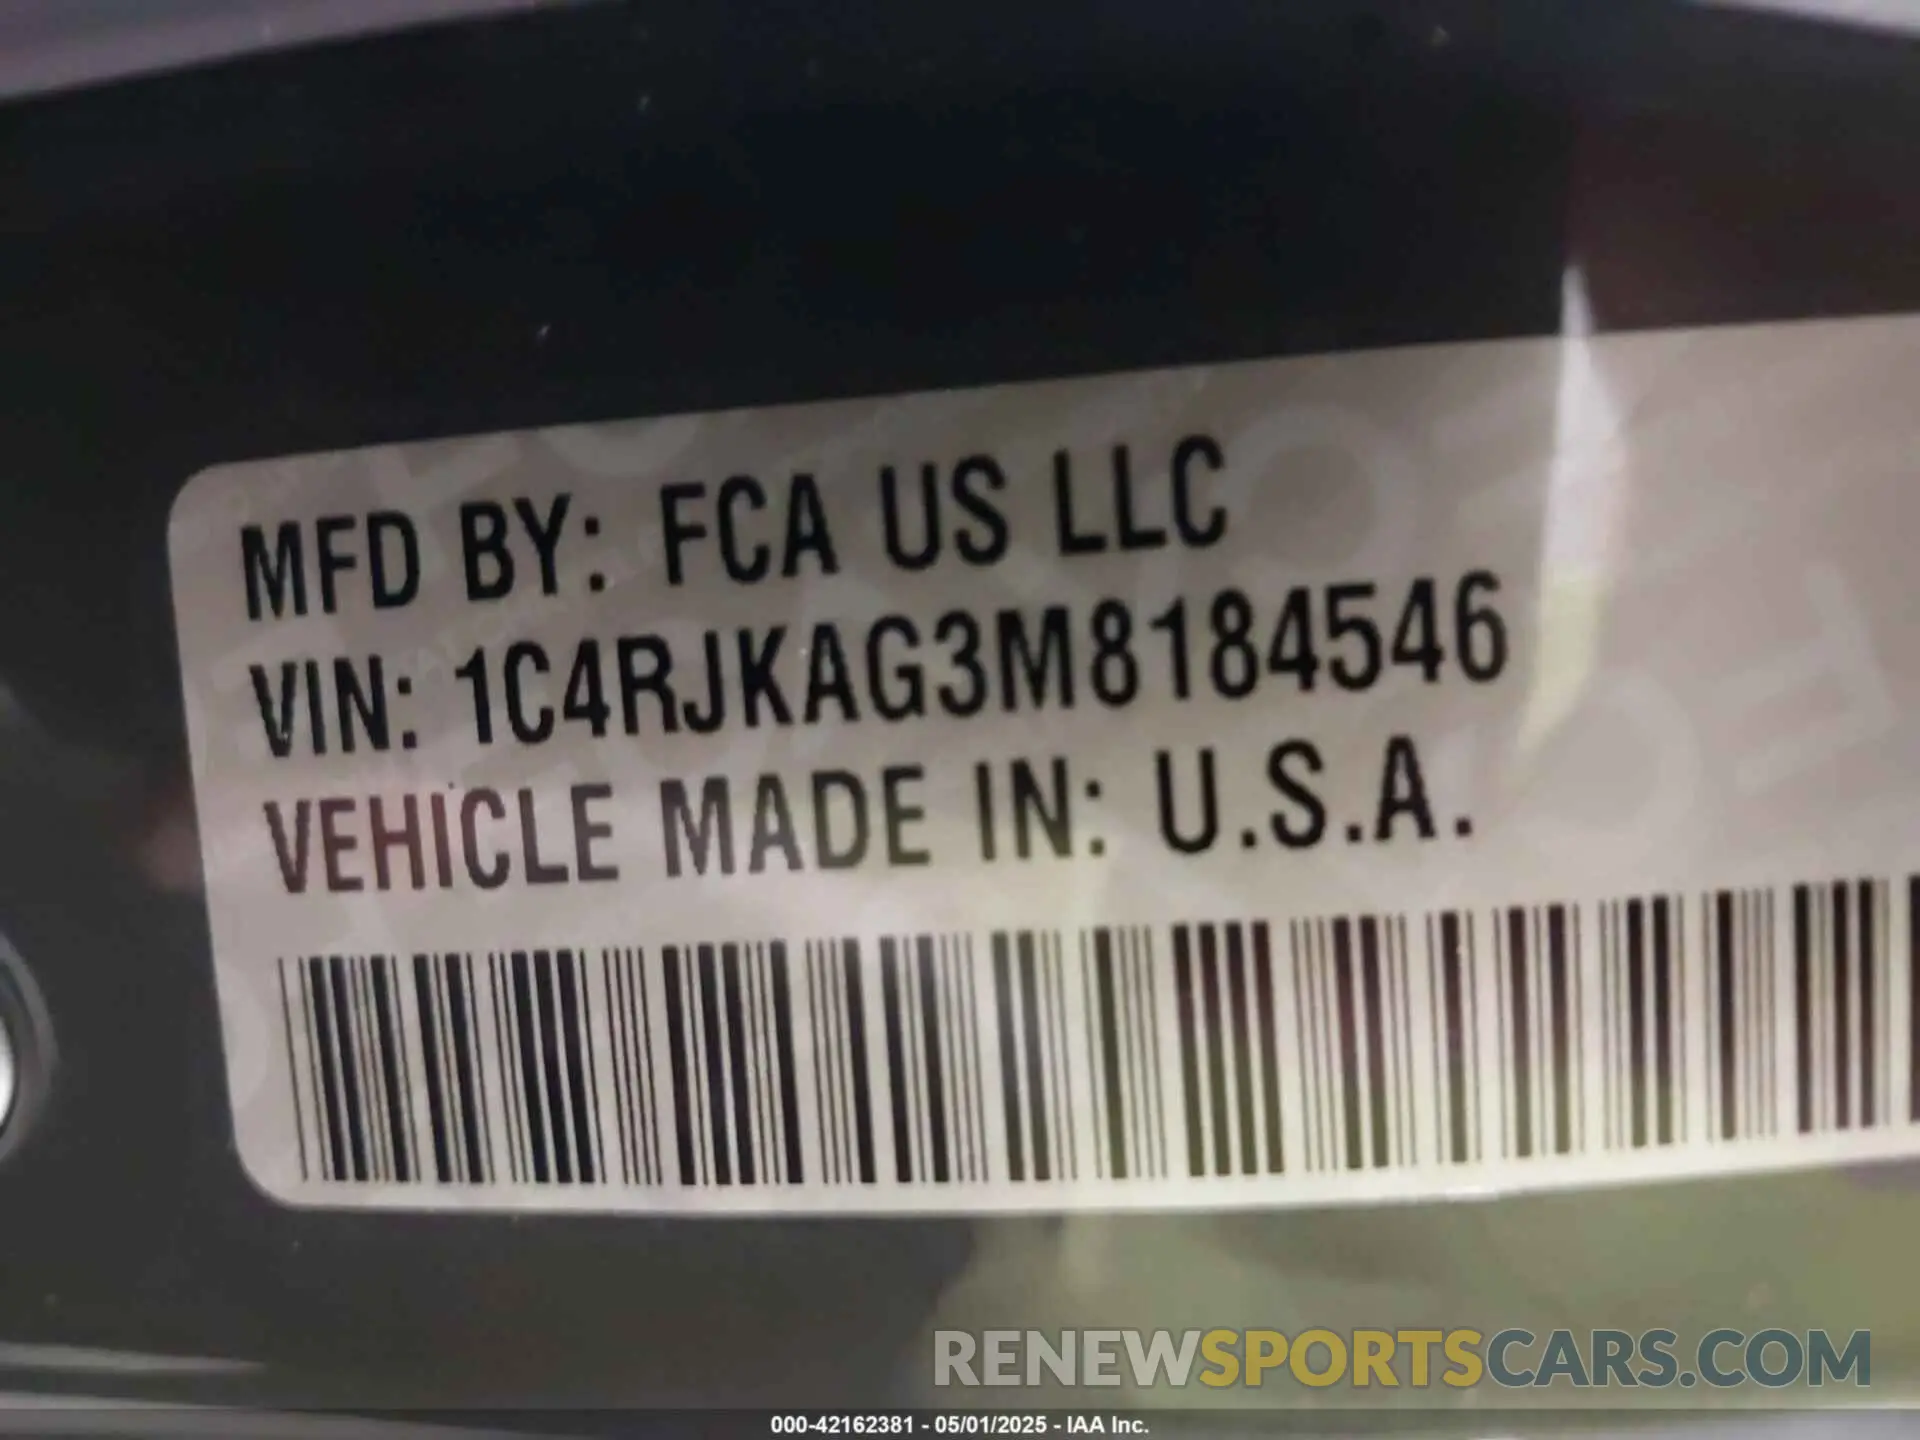 MFD BY: FCA US LLC
VIN: 1C4RJKAG3M8184546
VEHICLE MADE IN: U.S.A.
RENEWSPORTSCARS.COM
000-42162381 - 05/01/2025 - IAA Inc.